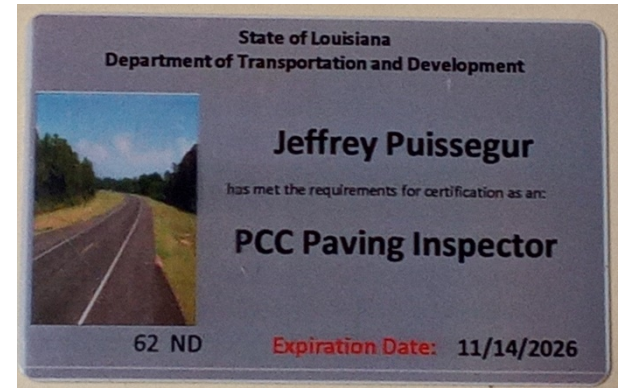 State of Louisiana
Department of Transportation and Development
Jeffrey Puissegur
has met the requirements for certification as an:
PCC Paving Inspector
62 ND
Expiration Date: 11/14/2026